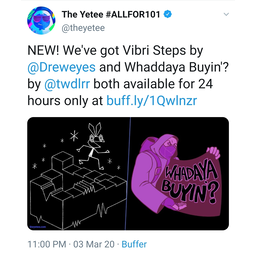 The Yetee #ALLFOR101
@theyetee
NEW! We've got Vibri Steps by
@Dreweyes and Whaddaya Buyin'?
by @twdlrr both available for 24
hours only at buff.ly/1Qwlnzr
WHADAYA
BUYIN?
11:00 PM · 03 Mar 20 · Buffer